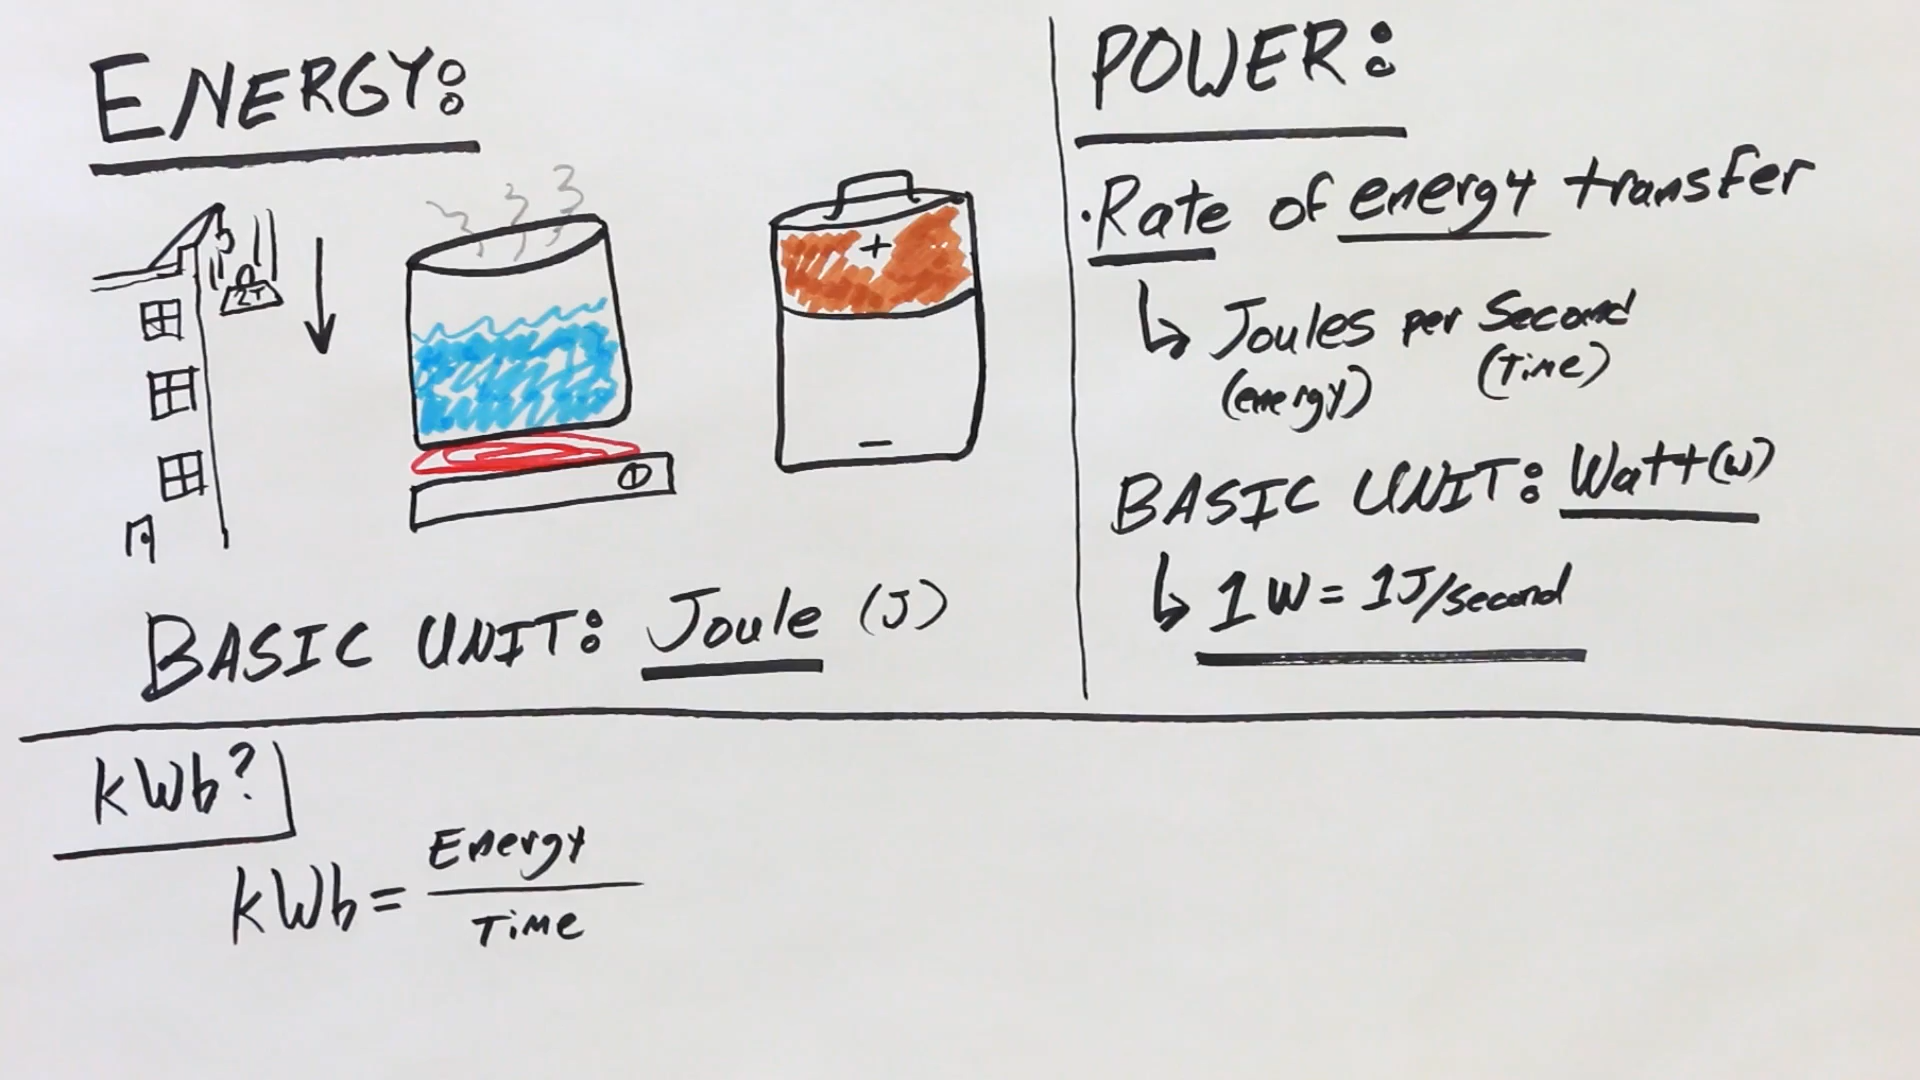 ENERGY:
2T
+
-
BASIC UNIT: Joule (J)
POWER:
·Rate of energy transfer
↳ Joules per Second
(energy) (Time)
BASIC UNIT: Watt (W)
↳ 1 W = 1J/second
kWh?
kWh = Energy
Time